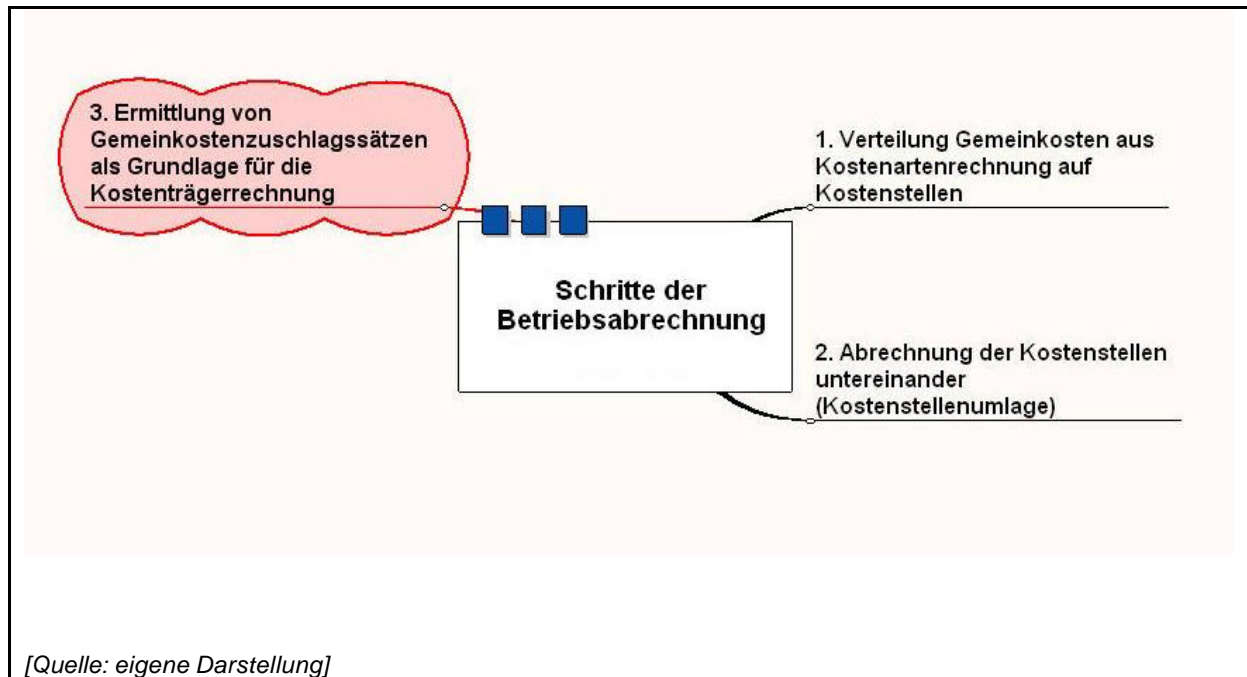 3. Ermittlung von
Gemeinkostenzuschlagssätzen
als Grundlage für die
Kostenträgerrechnung
1. Verteilung Gemeinkosten aus
Kostenartenrechnung auf
Kostenstellen
Schritte der
Betriebsabrechnung
2. Abrechnung der Kostenstellen
untereinander
(Kostenstellenumlage)
[Quelle: eigene Darstellung]